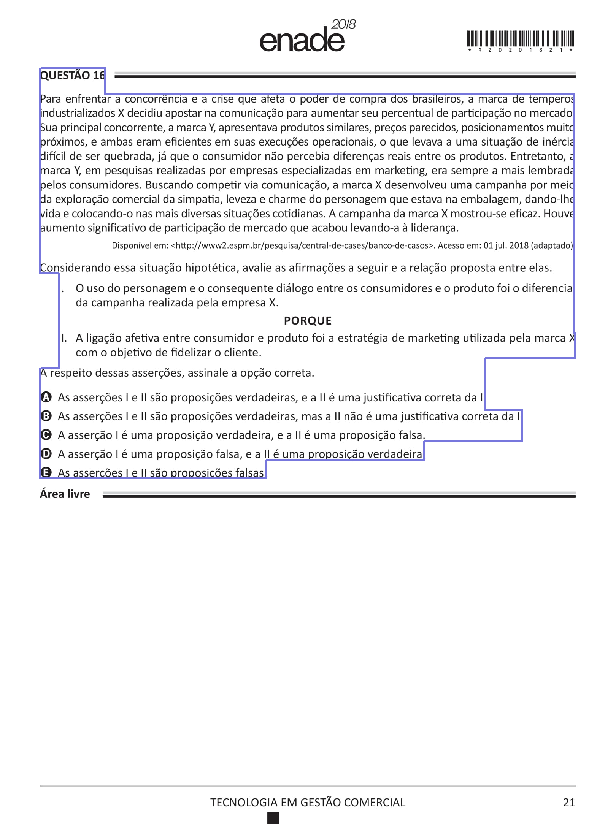 enade2018
*R20201821*
QUESTÃO 16
Para enfrentar a concorrência e a crise que afeta o poder de compra dos brasileiros, a marca de temperos
industrializados X decidiu apostar na comunicação para aumentar seu percentual de participação no mercado.
Sua principal concorrente, a marca Y, apresentava produtos similares, preços parecidos, posicionamentos muito
próximos, e ambas eram eficientes em suas execuções operacionais, o que levava a uma situação de inércia
difícil de ser quebrada, já que o consumidor não percebia diferenças reais entre os produtos. Entretanto, a
marca Y, em pesquisas realizadas por empresas especializadas em marketing, era sempre a mais lembrada
pelos consumidores. Buscando competir via comunicação, a marca X desenvolveu uma campanha por meio
da exploração comercial da simpatia, leveza e charme do personagem que estava na embalagem, dando-lhe
vida e colocando-o nas mais diversas situações cotidianas. A campanha da marca X mostrou-se eficaz. Houve
aumento significativo de participação de mercado que acabou levando-a à liderança.
Disponível em: <http://www2.espm.br/pesquisa/central-de-cases/banco-de-casos>. Acesso em: 01 jul. 2018 (adaptado).
Considerando essa situação hipotética, avalie as afirmações a seguir e a relação proposta entre elas.
I. O uso do personagem e o consequente diálogo entre os consumidores e o produto foi o diferencial
da campanha realizada pela empresa X.
PORQUE
II. A ligação afetiva entre consumidor e produto foi a estratégia de marketing utilizada pela marca X
com o objetivo de fidelizar o cliente.
A respeito dessas asserções, assinale a opção correta.
A As asserções I e II são proposições verdadeiras, e a II é uma justificativa correta da I.
B As asserções I e II são proposições verdadeiras, mas a II não é uma justificativa correta da I.
C A asserção I é uma proposição verdadeira, e a II é uma proposição falsa.
D A asserção I é uma proposição falsa, e a II é uma proposição verdadeira.
E As asserções I e II são proposições falsas.
Área livre
TECNOLOGIA EM GESTÃO COMERCIAL
21